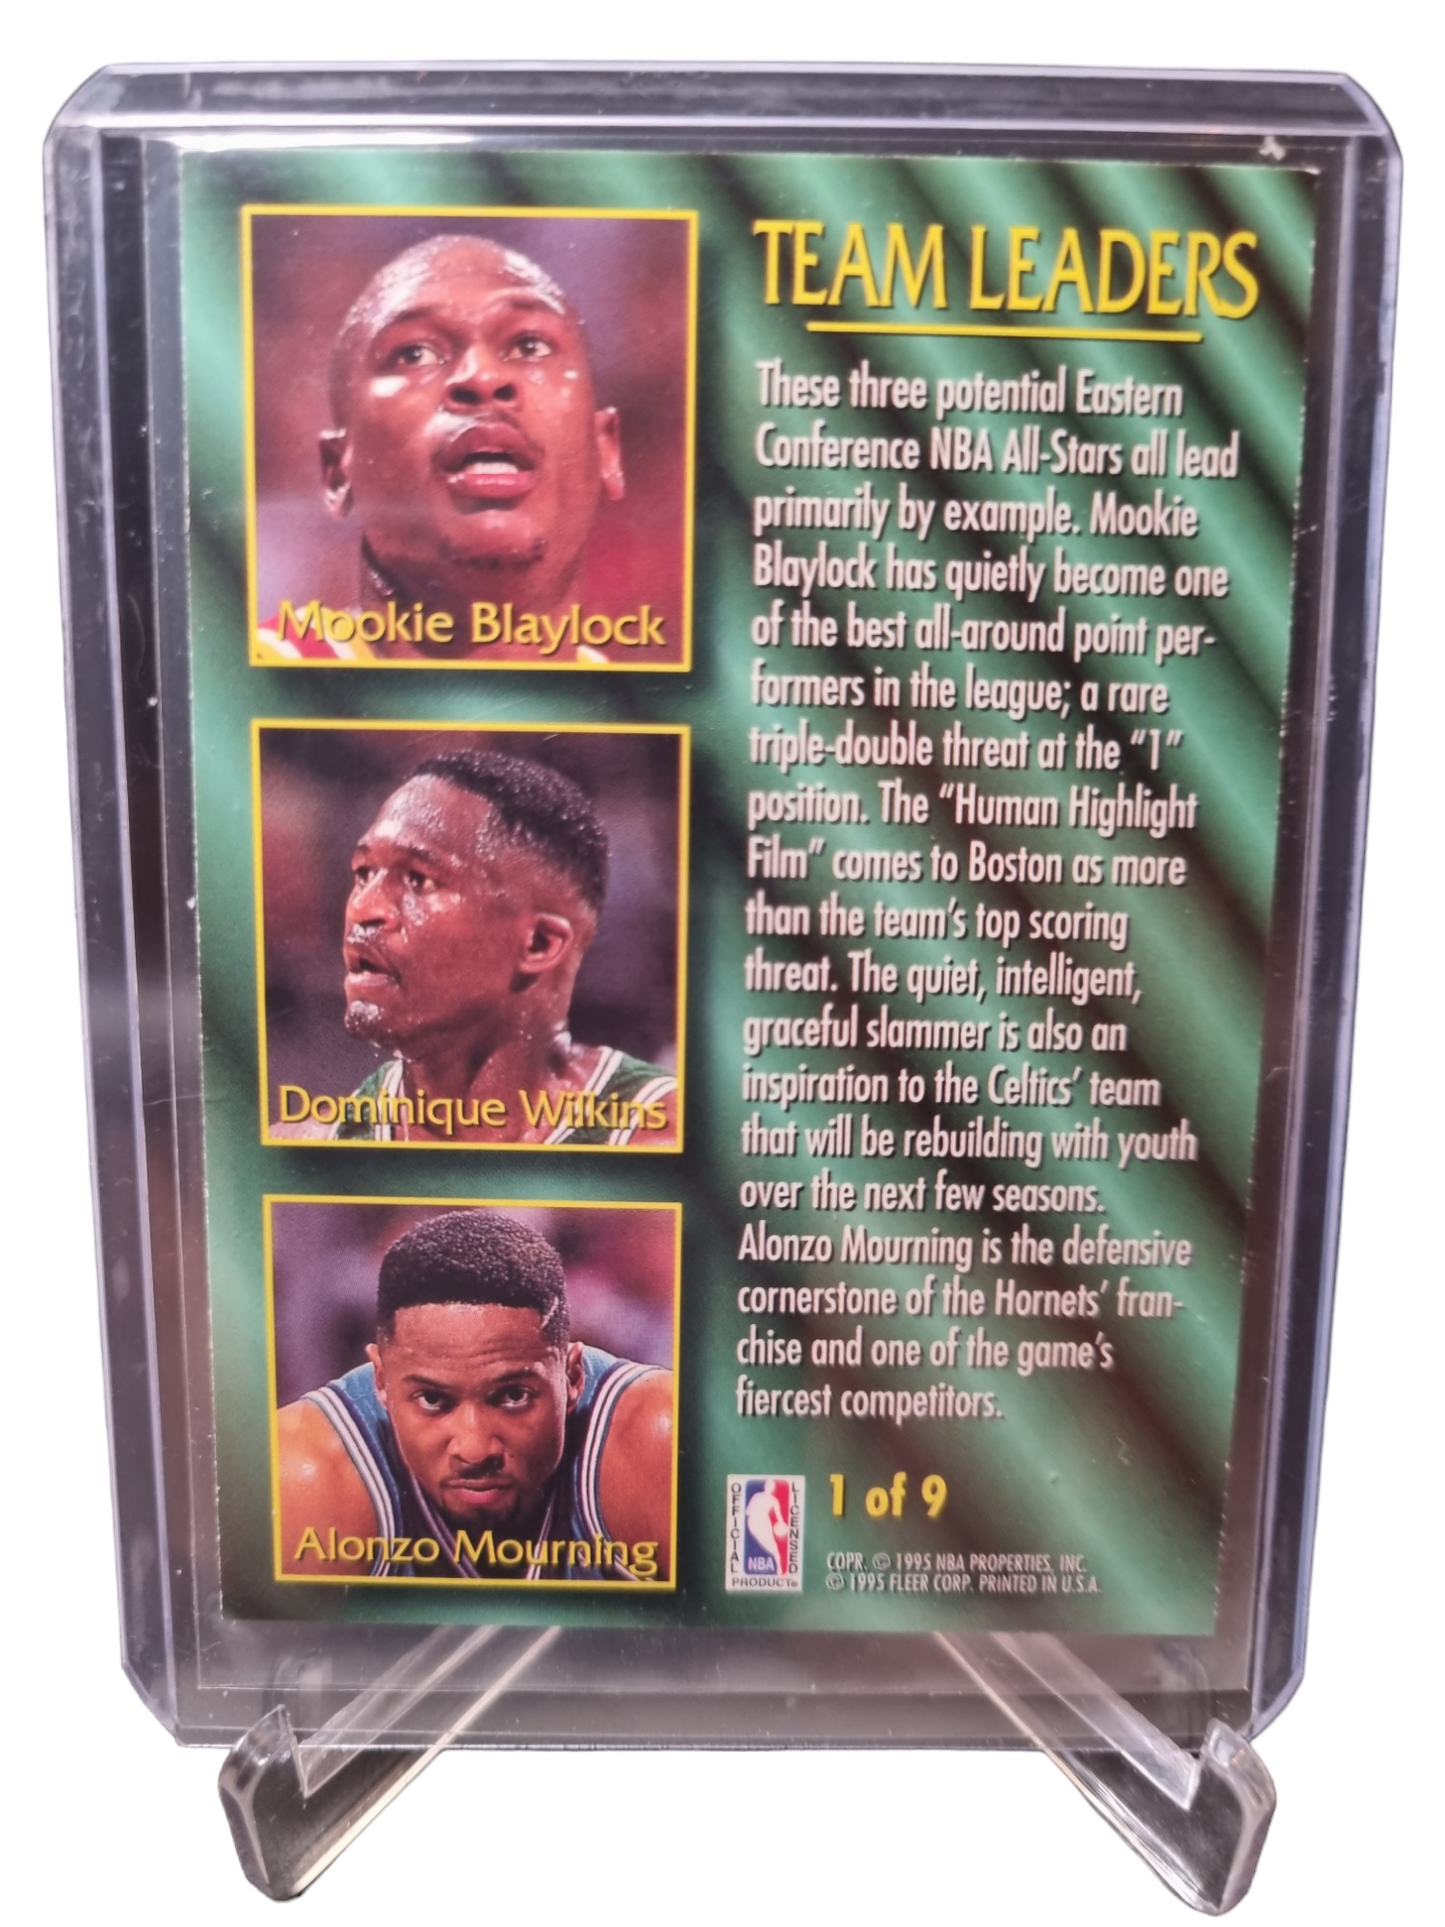 TEAM LEADERS
These three potential Eastern
Conference NBA All-Stars all lead
primarily by example. Mookie
Blaylock has quietly become one
of the best all-around point per-
formers in the league; a rare
triple-double threat at the "1"
position. The "Human Highlight
Film" comes to Boston as more
than the team's top scoring
threat. The quiet, intelligent,
graceful slammer is also an
inspiration to the Celtics' team
that will be rebuilding with youth
over the next few seasons.
Alonzo Mourning is the defensive
cornerstone of the Hornets' fran-
chise and one of the game's
fiercest competitors.
Mookie Blaylock
Dominique Wilkins
Alonzo Mourning
OFFICIAL
LICENSED
NBA
PRODUCT®
1 of 9
COPR. © 1995 NBA PROPERTIES, INC.
© 1995 FLEER CORP. PRINTED IN U.S.A.